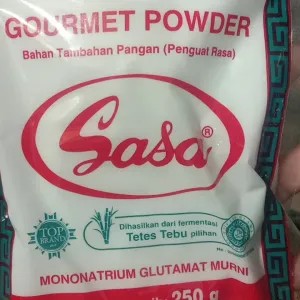 GOURMET POWDER
Bahan Tambahan Pangan (Penguat Rasa)
Sasa®
TOP
BRAND
Dihasilkan dari fermentasi
Tetes Tebu pilihan
MONONATRIUM GLUTAMAT MURNI
250 g